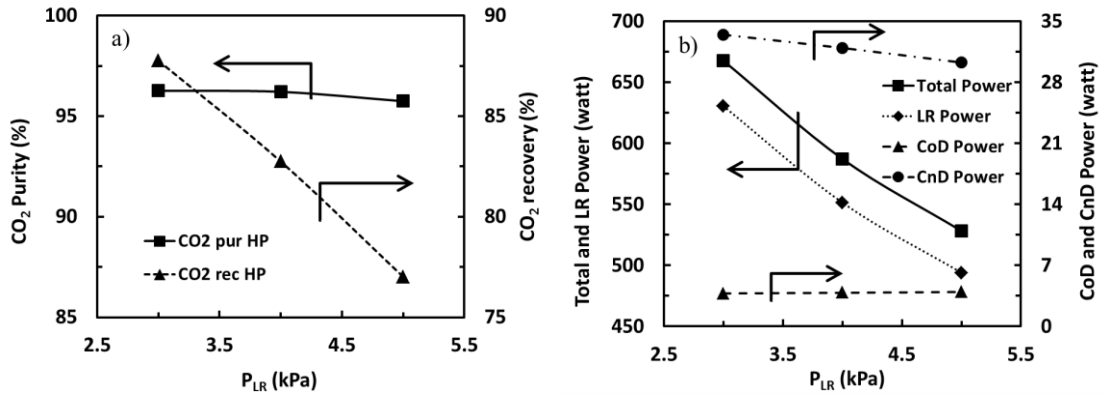 a)
100
95
90
85
CO2 Purity (%)
90
85
80
75
CO2 recovery (%)
CO2 pur HP
CO2 rec HP
2.5 3.5 4.5 5.5
PLR (kPa)
b)
700
650
600
550
500
450
Total and LR Power (watt)
35
28
21
14
7
0
CoD and CnD Power (watt)
Total Power
LR Power
CoD Power
CnD Power
2.5 3.5 4.5 5.5
PLR (kPa)